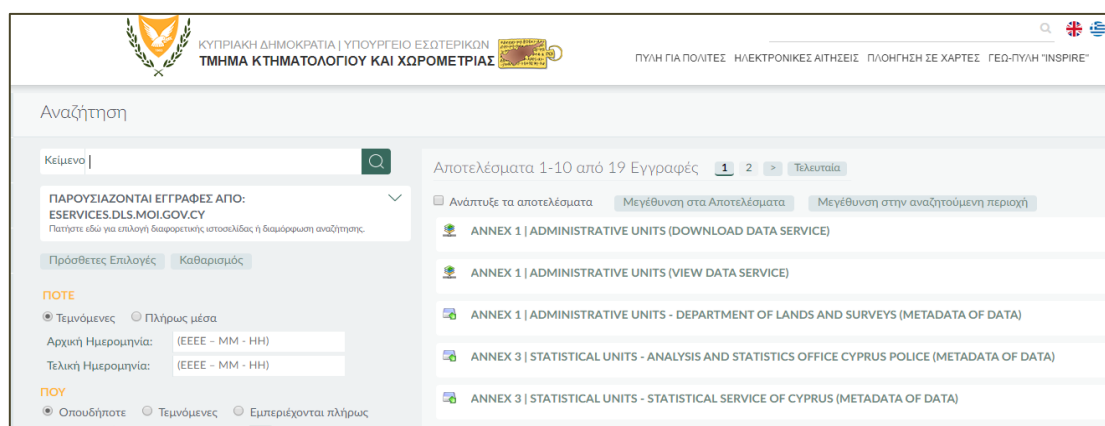 ΚΥΠΡΙΑΚΗ ΔΗΜΟΚΡΑΤΙΑ | ΥΠΟΥΡΓΕΙΟ ΕΣΩΤΕΡΙΚΩΝ
ΤΜΗΜΑ ΚΤΗΜΑΤΟΛΟΓΙΟΥ ΚΑΙ ΧΩΡΟΜΕΤΡΙΑΣ
ΠΥΛΗ ΓΙΑ ΠΟΛΙΤΕΣ ΗΛΕΚΤΡΟΝΙΚΕΣ ΑΙΤΗΣΕΙΣ ΠΛΟΗΓΗΣΗ ΣΕ ΧΑΡΤΕΣ ΓΕΩ-ΠΥΛΗ "INSPIRE"
Αναζήτηση
Κείμενο
ΠΑΡΟΥΣΙΑΖΟΝΤΑΙ ΕΓΓΡΑΦΕΣ ΑΠΟ:
ESERVICES.DLS.MOI.GOV.CY
Πατήστε εδώ για επιλογή διαφορετικής ιστοσελίδας ή διαμόρφωση αναζήτησης.
Πρόσθετες Επιλογές Καθαρισμός
ΠΟΤΕ
Τεμνόμενες Πλήρως μέσα
Αρχική Ημερομηνία: (ΕΕΕΕ – ΜΜ - ΗΗ)
Τελική Ημερομηνία: (ΕΕΕΕ – ΜΜ - ΗΗ)
ΠΟΥ
Οπουδήποτε Τεμνόμενες Εμπεριέχονται πλήρως
Αποτελέσματα 1-10 από 19 Εγγραφές 1 2 > Τελευταία
Ανάπτυξε τα αποτελέσματα Μεγέθυνση στα Αποτελέσματα Μεγέθυνση στην αναζητούμενη περιοχή
ANNEX 1 | ADMINISTRATIVE UNITS (DOWNLOAD DATA SERVICE)
ANNEX 1 | ADMINISTRATIVE UNITS (VIEW DATA SERVICE)
ANNEX 1 | ADMINISTRATIVE UNITS - DEPARTMENT OF LANDS AND SURVEYS (METADATA OF DATA)
ANNEX 3 | STATISTICAL UNITS - ANALYSIS AND STATISTICS OFFICE CYPRUS POLICE (METADATA OF DATA)
ANNEX 3 | STATISTICAL UNITS - STATISTICAL SERVICE OF CYPRUS (METADATA OF DATA)